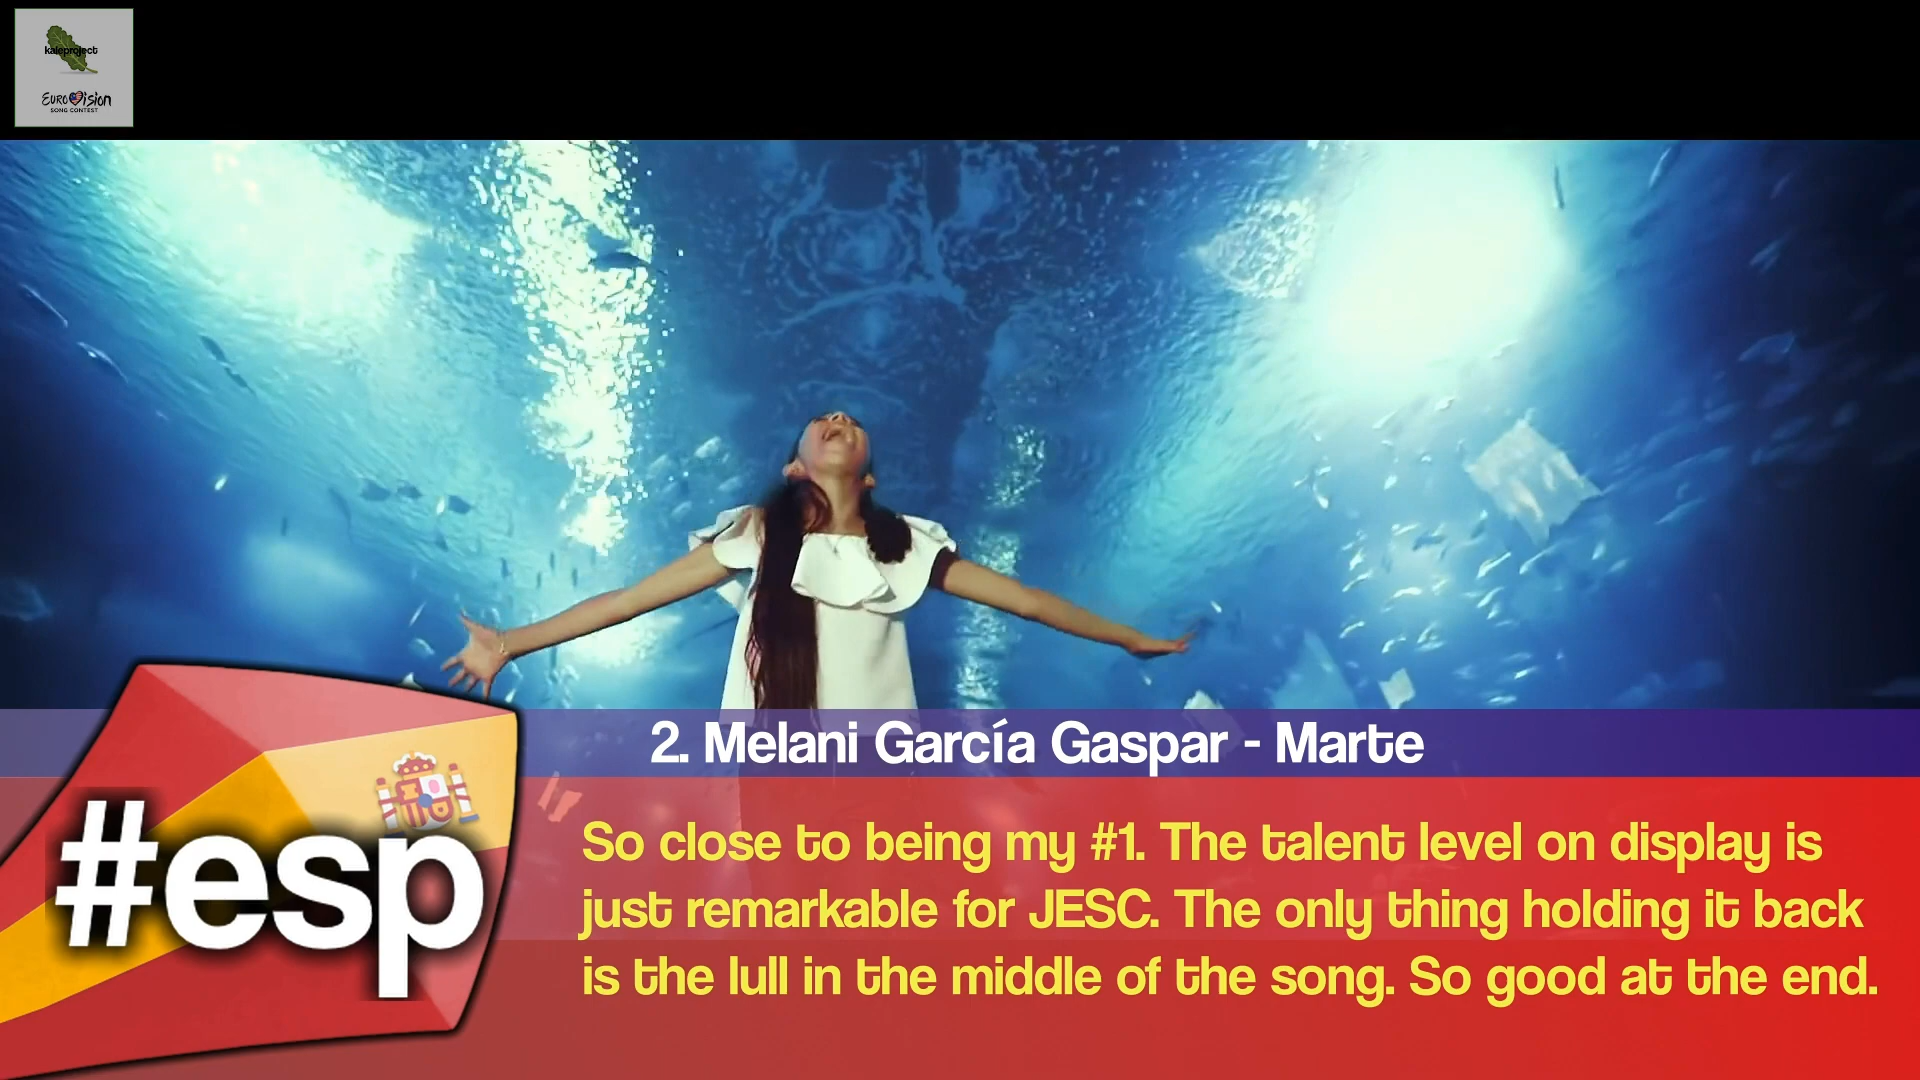 kaleproject
EUROVISION
SONG CONTEST
2. Melani García Gaspar - Marte
#esp
So close to being my #1. The talent level on display is
just remarkable for JESC. The only thing holding it back
is the lull in the middle of the song. So good at the end.